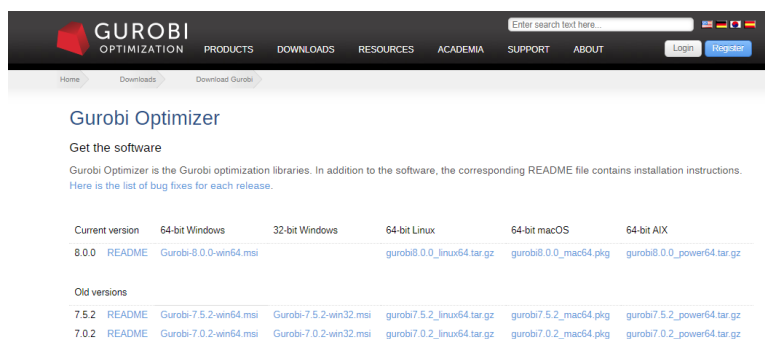 GUROBI
OPTIMIZATION
Enter search text here...
PRODUCTS DOWNLOADS RESOURCES ACADEMIA SUPPORT ABOUT Login Register
Home Downloads Download Gurobi
Gurobi Optimizer
Get the software
Gurobi Optimizer is the Gurobi optimization libraries. In addition to the software, the corresponding README file contains installation instructions.
Here is the list of bug fixes for each release.
Current version 64-bit Windows 32-bit Windows 64-bit Linux 64-bit macOS 64-bit AIX
8.0.0 README Gurobi-8.0.0-win64.msi gurobi8.0.0_linux64.tar.gz gurobi8.0.0_mac64.pkg gurobi8.0.0_power64.tar.gz
Old versions
7.5.2 README Gurobi-7.5.2-win64.msi Gurobi-7.5.2-win32.msi gurobi7.5.2_linux64.tar.gz gurobi7.5.2_mac64.pkg gurobi7.5.2_power64.tar.gz
7.0.2 README Gurobi-7.0.2-win64.msi Gurobi-7.0.2-win32.msi gurobi7.0.2_linux64.tar.gz gurobi7.0.2_mac64.pkg gurobi7.0.2_power64.tar.gz